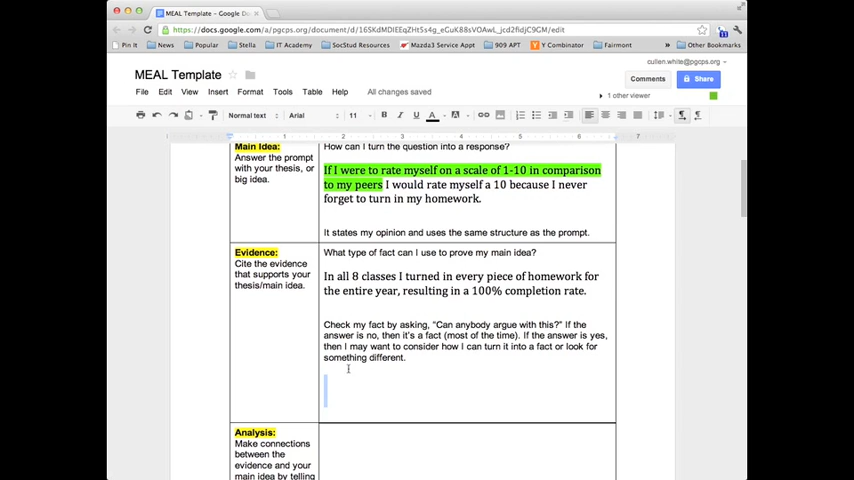 MEAL Template - Google Do
https://docs.google.com/a/pgcps.org/document/d/16SKdMDIEEqZHt5s4g_eGuK88sVOAwL_jcd2fidjC9GM/edit
Pin It News Popular Stella IT Academy SocStud Resources Mazda3 Service Appt 909 APT Y Combinator Fairmont » Other Bookmarks
cullen.white@pgcps.org
MEAL Template
Comments Share
File Edit View Insert Format Tools Table Help All changes saved
1 other viewer
Normal text Arial 11 B I U A A
1 2 3 4 5 6 7
Main Idea:
Answer the prompt
with your thesis, or
big idea.
How can I turn the question into a response?
If I were to rate myself on a scale of 1-10 in comparison
to my peers I would rate myself a 10 because I never
forget to turn in my homework.
It states my opinion and uses the same structure as the prompt.
Evidence:
Cite the evidence
that supports your
thesis/main idea.
What type of fact can I use to prove my main idea?
In all 8 classes I turned in every piece of homework for
the entire year, resulting in a 100% completion rate.
Check my fact by asking, “Can anybody argue with this?” If the
answer is no, then it's a fact (most of the time). If the answer is yes,
then I may want to consider how I can turn it into a fact or look for
something different.
Analysis:
Make connections
between the
evidence and your
main idea by telling